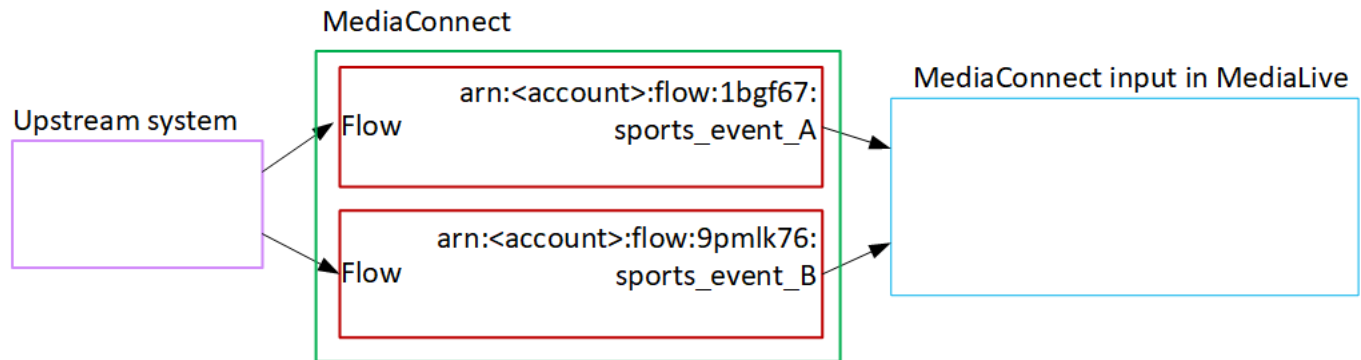 MediaConnect
MediaConnect input in MediaLive
Upstream system
arn:<account>:flow:1bgf67:
Flow
sports_event_A
arn:<account>:flow:9pmlk76:
Flow
sports_event_B